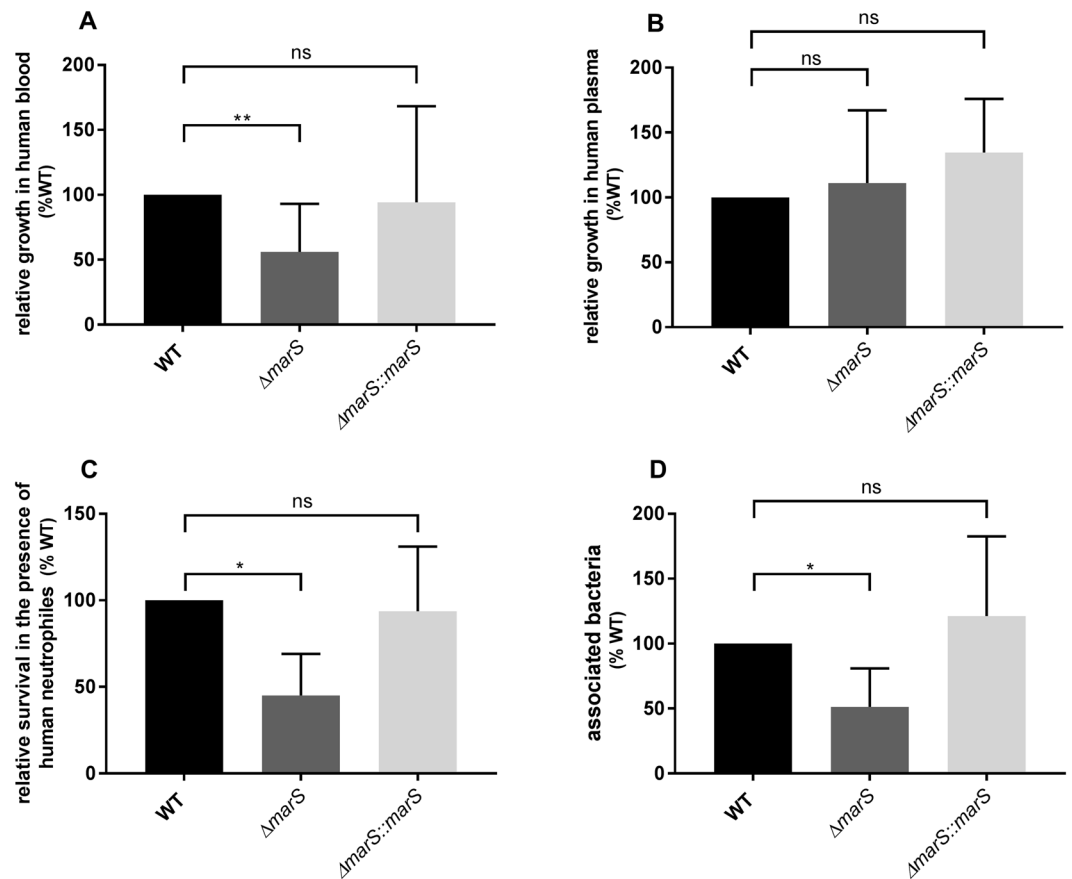 A
relative growth in human blood
(%WT)
200
150
100
50
0
ns
**
WT
ΔmarS
ΔmarS::marS
B
relative growth in human plasma
(%WT)
200
150
100
50
0
ns
ns
WT
ΔmarS
ΔmarS::marS
C
relative survival in the presence of
human neutrophiles (% WT)
150
100
50
0
ns
*
WT
ΔmarS
ΔmarS::marS
D
associated bacteria
(% WT)
200
150
100
50
0
ns
*
WT
ΔmarS
ΔmarS::marS